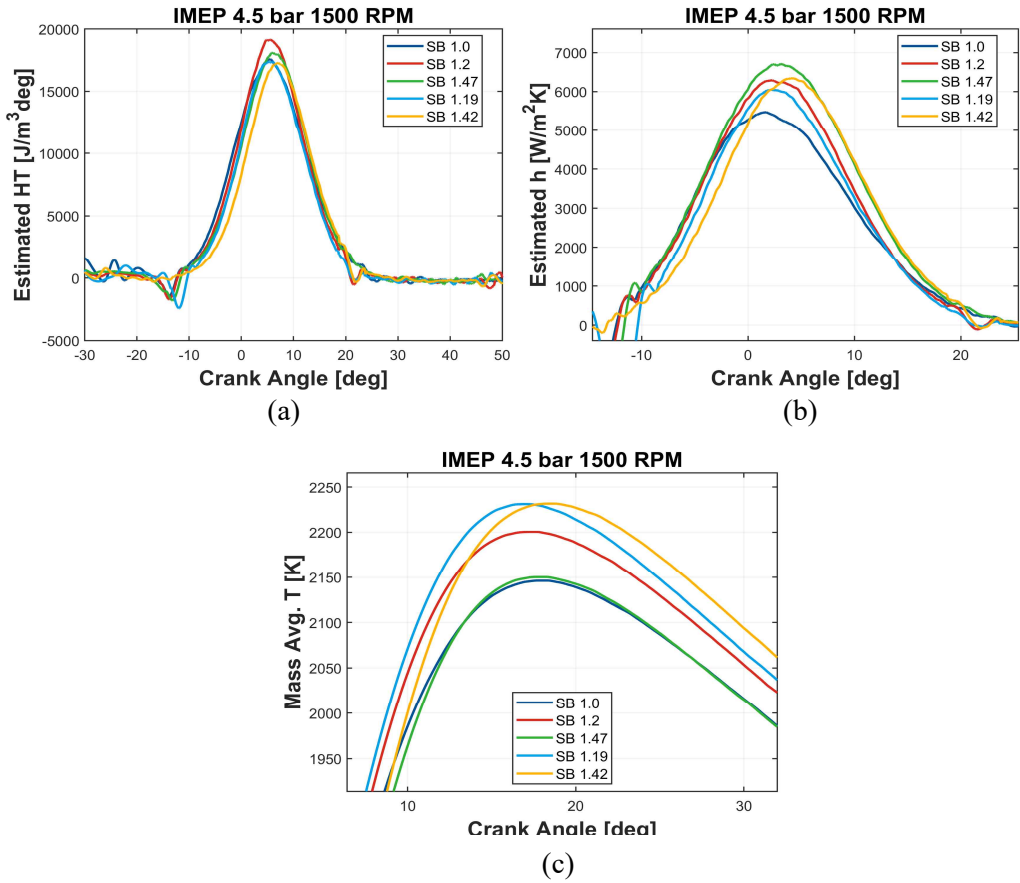 IMEP 4.5 bar 1500 RPM
Estimated HT [J/m³deg]
20000
15000
10000
5000
0
-5000
-30 -20 -10 0 10 20 30 40 50
Crank Angle [deg]
SB 1.0
SB 1.2
SB 1.47
SB 1.19
SB 1.42
(a)
IMEP 4.5 bar 1500 RPM
Estimated h [W/m²K]
7000
6000
5000
4000
3000
2000
1000
0
-10 0 10 20
Crank Angle [deg]
SB 1.0
SB 1.2
SB 1.47
SB 1.19
SB 1.42
(b)
IMEP 4.5 bar 1500 RPM
Mass Avg. T [K]
2250
2200
2150
2100
2050
2000
1950
10 20 30
Crank Angle [deg]
SB 1.0
SB 1.2
SB 1.47
SB 1.19
SB 1.42
(c)